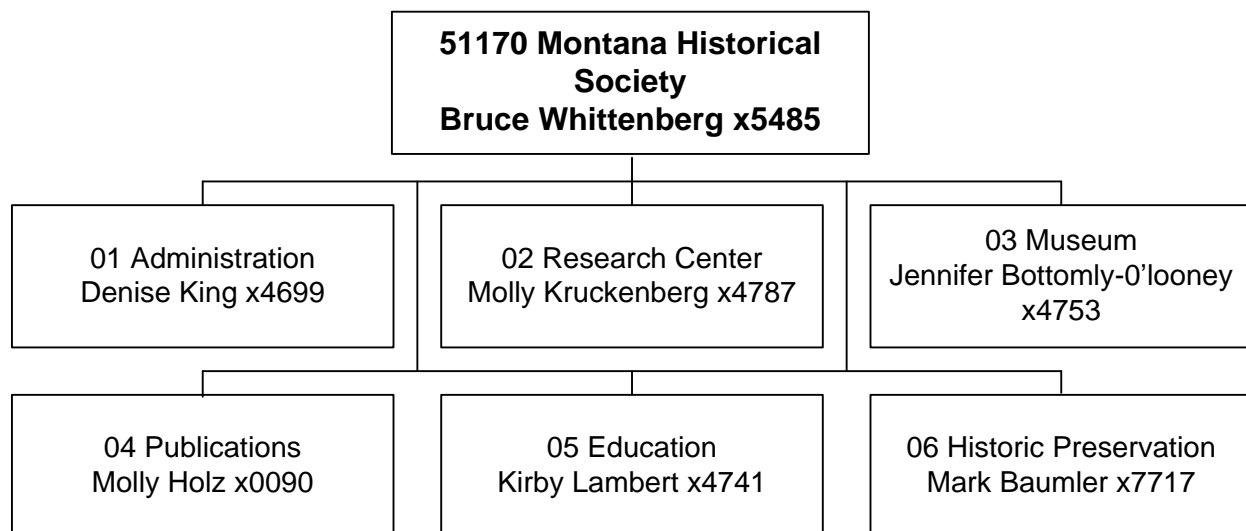 51170 Montana Historical
Society
Bruce Whittenberg x5485
01 Administration
Denise King x4699
02 Research Center
Molly Kruckenberg x4787
03 Museum
Jennifer Bottomly-0'looney
x4753
04 Publications
Molly Holz x0090
05 Education
Kirby Lambert x4741
06 Historic Preservation
Mark Baumler x7717